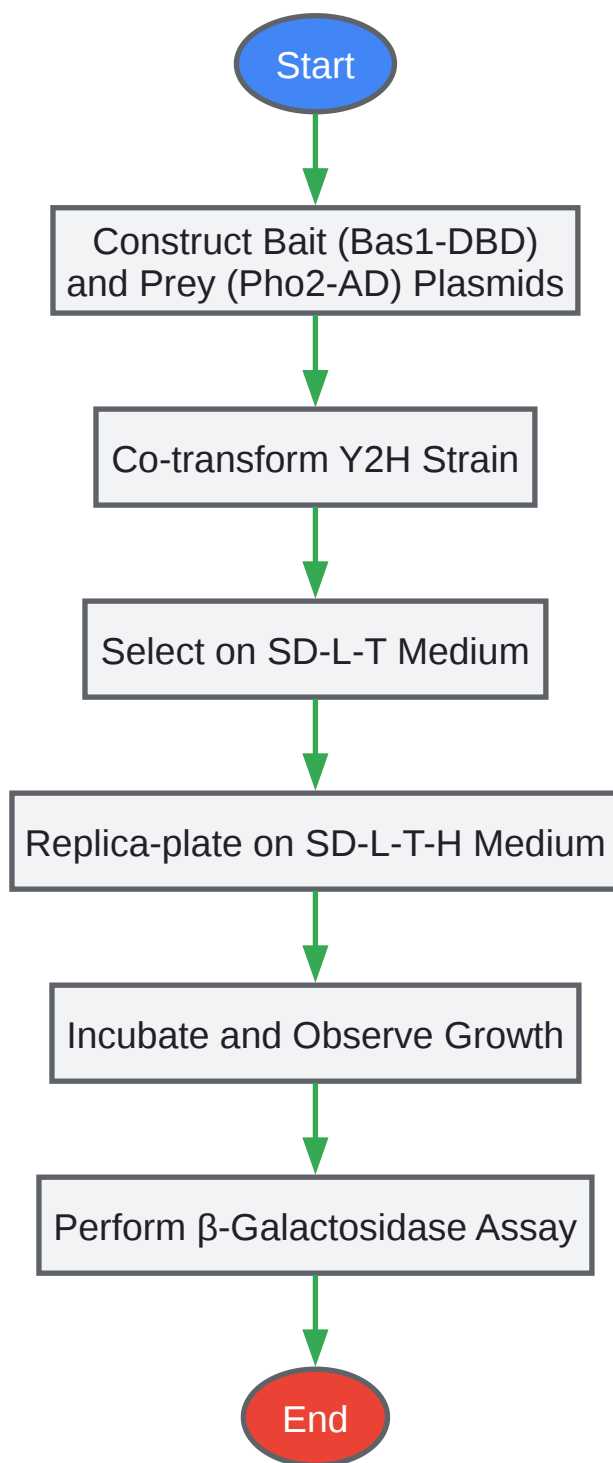 Start
Construct Bait (Bas1-DBD)
and Prey (Pho2-AD) Plasmids
Co-transform Y2H Strain
Select on SD-L-T Medium
Replica-plate on SD-L-T-H Medium
Incubate and Observe Growth
Perform β-Galactosidase Assay
End